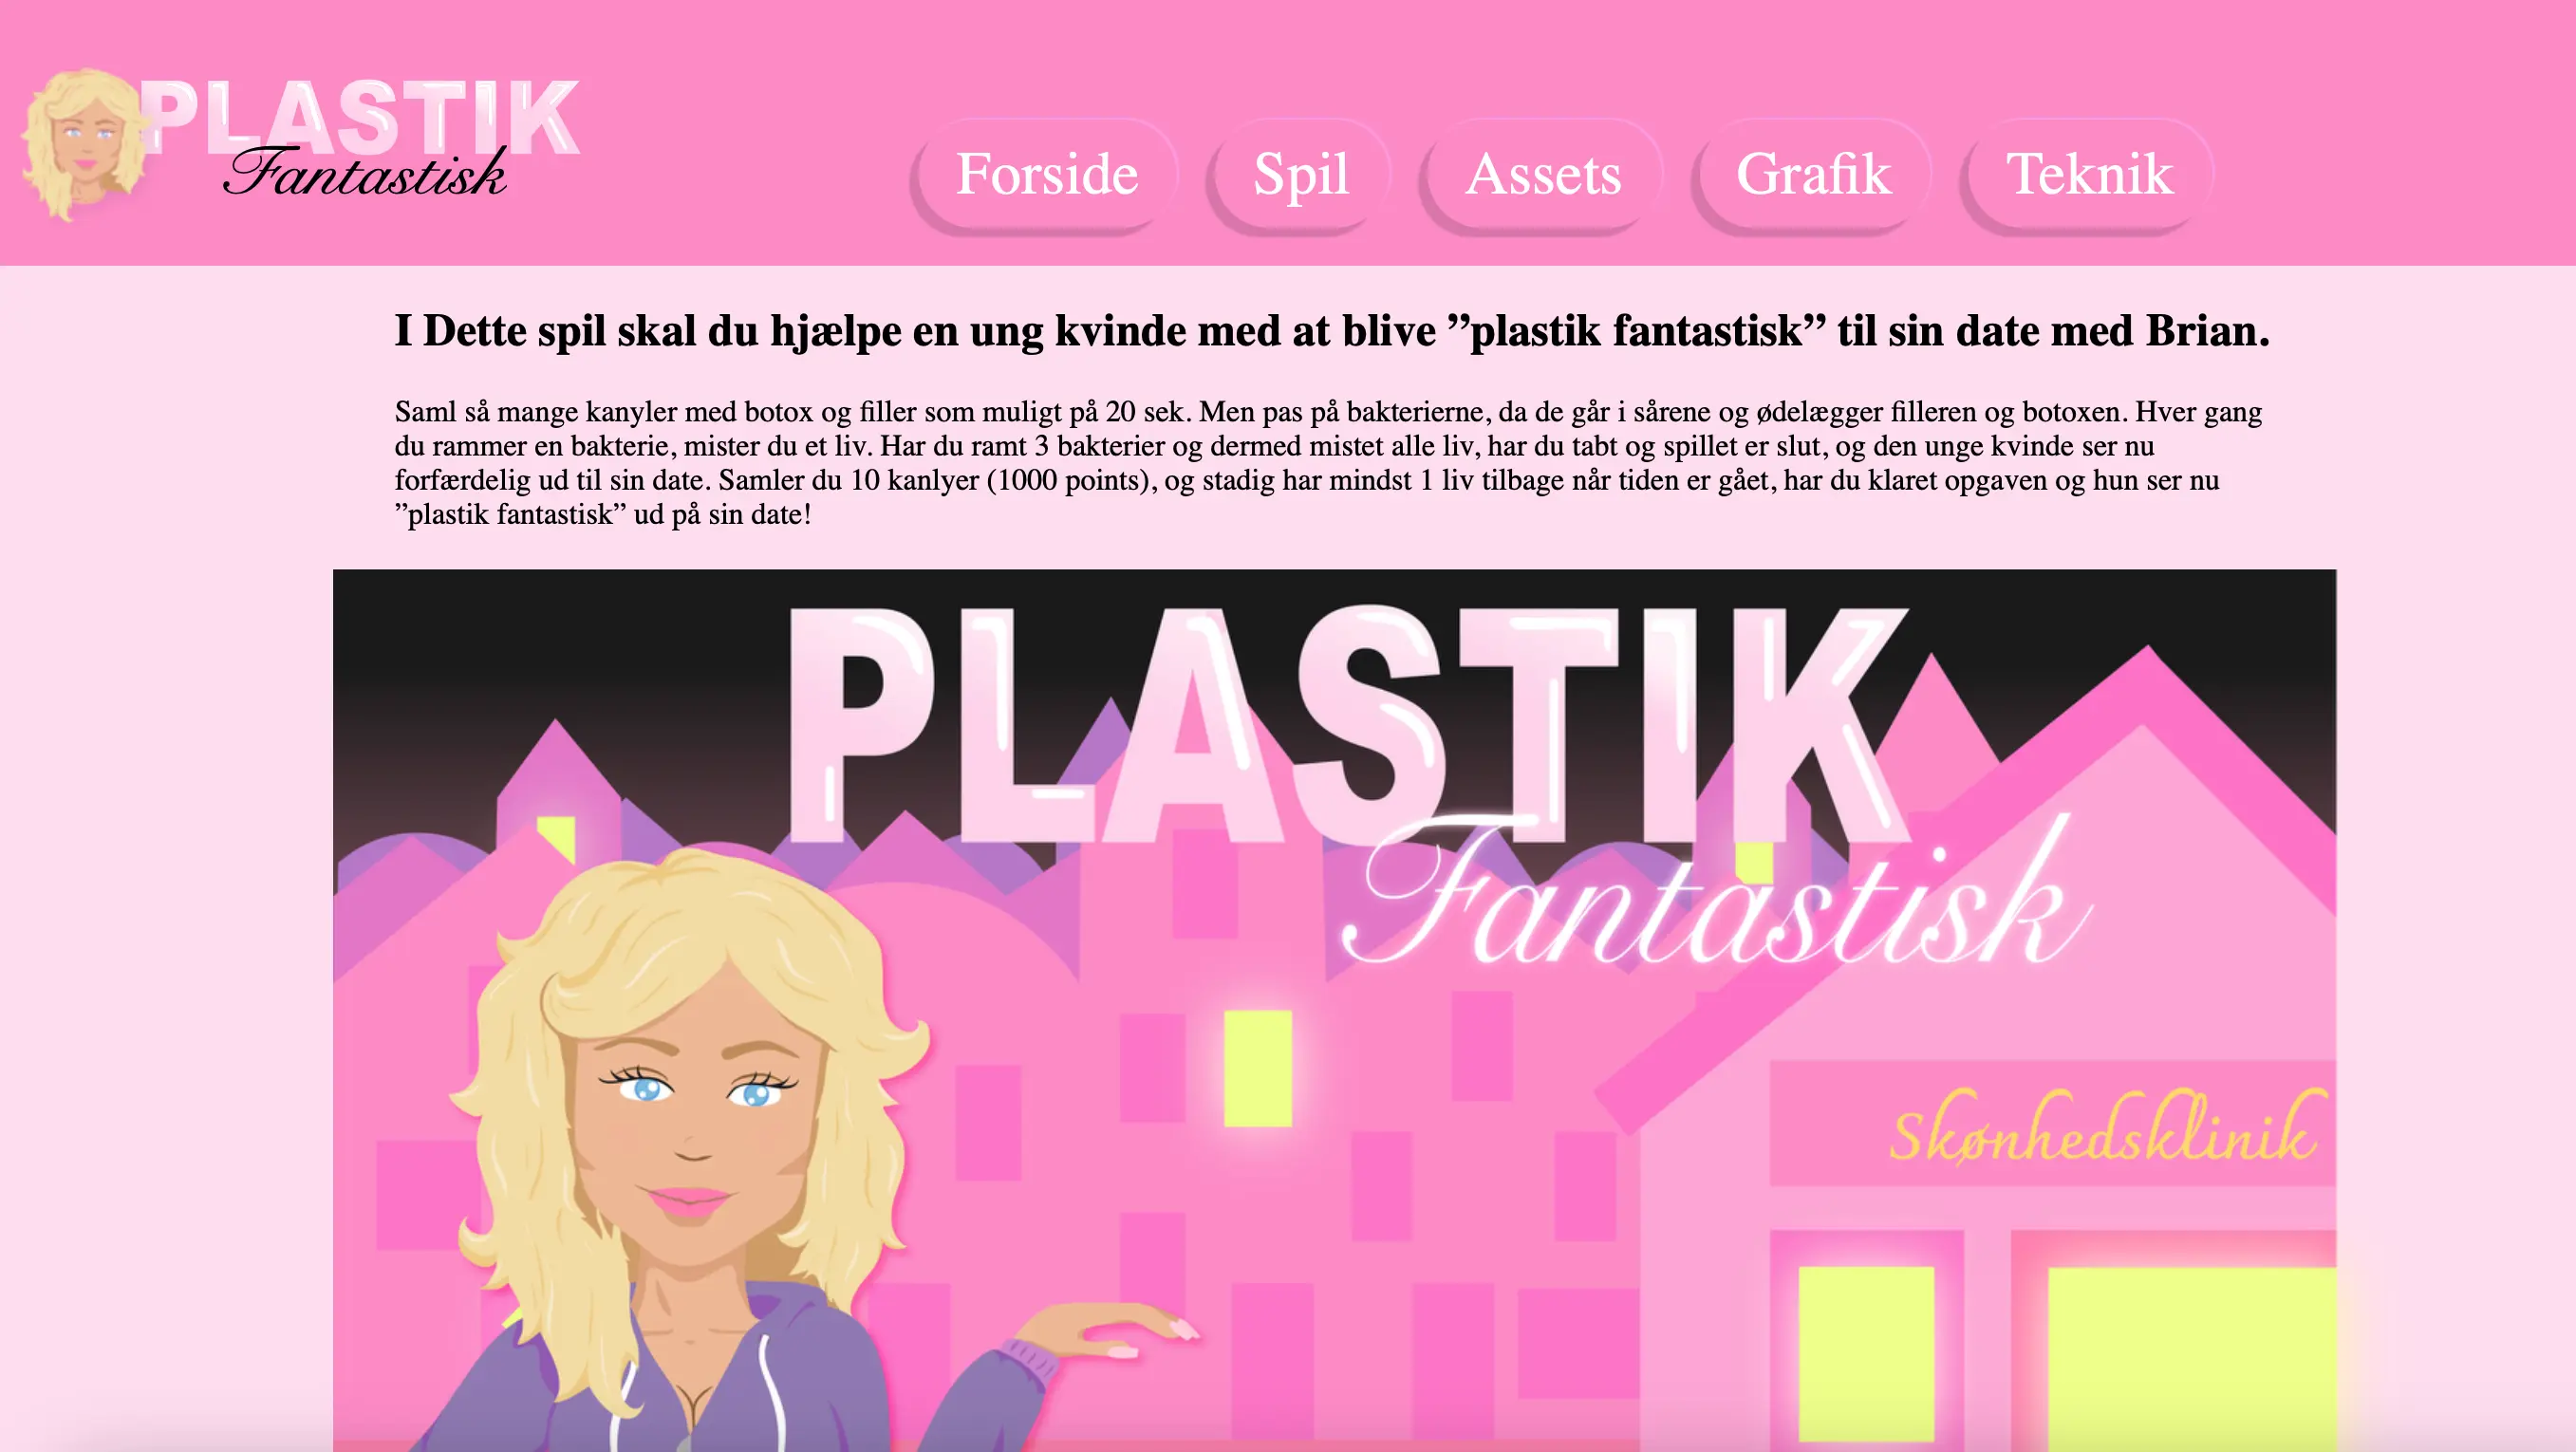 PLASTIK
Fantastisk
Forside
Spil
Assets
Grafik
Teknik
I Dette spil skal du hjælpe en ung kvinde med at blive ”plastik fantastisk” til sin date med Brian.
Saml så mange kanyler med botox og filler som muligt på 20 sek. Men pas på bakterierne, da de går i sårene og ødelægger filleren og botoxen. Hver gang
du rammer en bakterie, mister du et liv. Har du ramt 3 bakterier og dermed mistet alle liv, har du tabt og spillet er slut, og den unge kvinde ser nu
forfærdelig ud til sin date. Samler du 10 kanlyer (1000 points), og stadig har mindst 1 liv tilbage når tiden er gået, har du klaret opgaven og hun ser nu
”plastik fantastisk” ud på sin date!
PLASTIK
Fantastisk
Skønhedsklinik